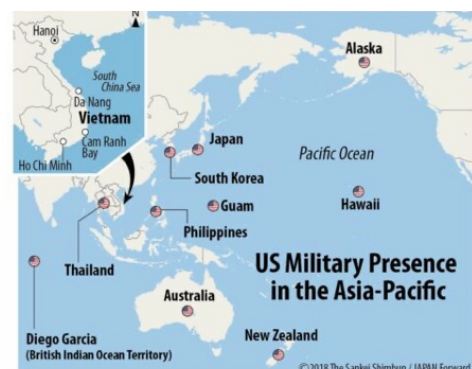 N
Hanoi
South
China Sea
Da Nang
Vietnam
Cam Ranh
Bay
Ho Chi Minh
Alaska
Japan
Pacific Ocean
South Korea
Guam
Hawaii
Philippines
Thailand
US Military Presence
in the Asia-Pacific
Australia
Diego Garcia
(British Indian Ocean Territory)
New Zealand
©2018 The Sankei Shimbun / JAPAN Forward